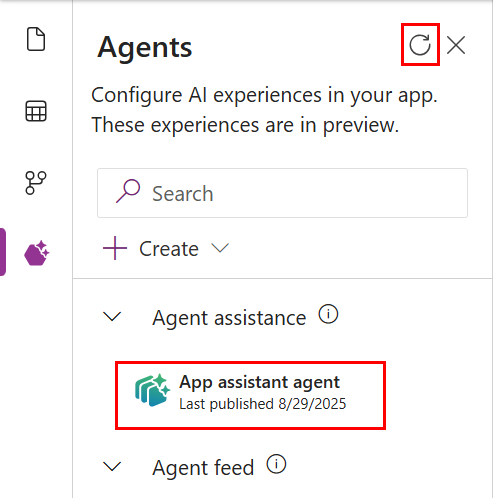 Agents
Configure AI experiences in your app.
These experiences are in preview.
Search
Create
Agent assistance
App assistant agent
Last published 8/29/2025
Agent feed